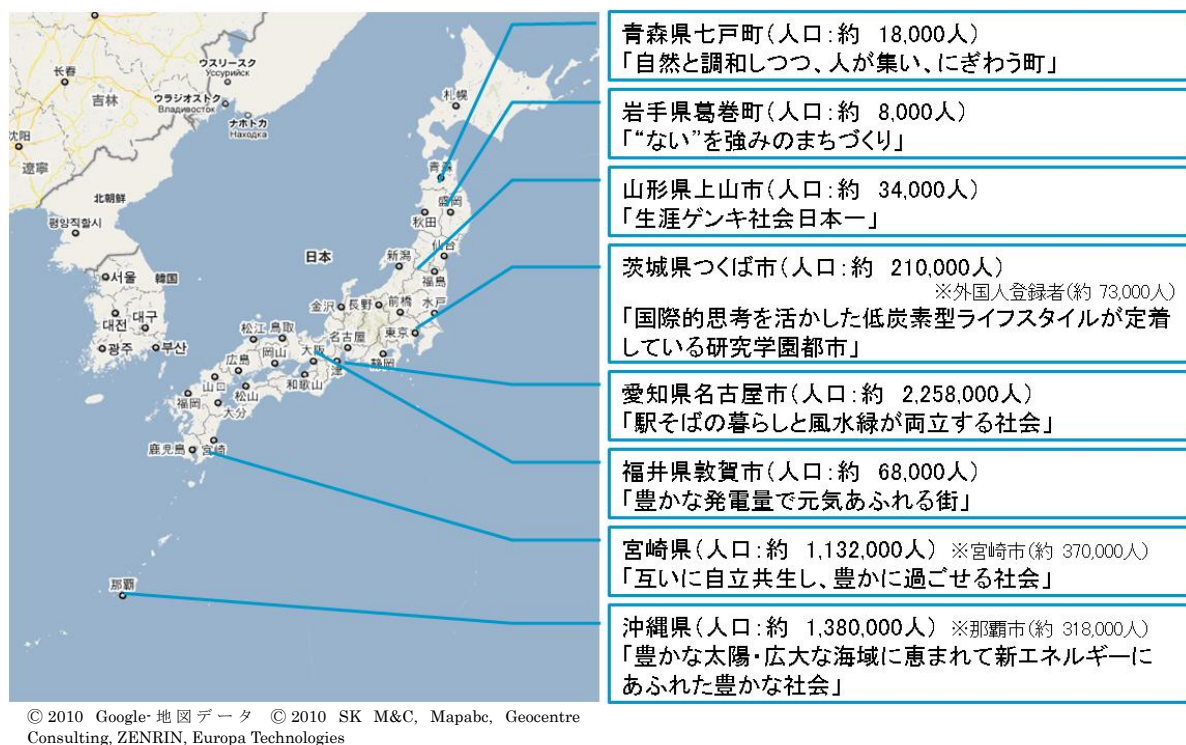 長春
吉林
沈阳
遼寧
ウスリースク
Уссурийск
ウラジオストク
Владивосток
ナホトカ
Находка
北朝鮮
평양직할시
서울
韓国
대전
대구
광주
부산
日本
札幌
青森
盛岡
秋田
仙台
新潟
福島
金沢
長野
前橋
水戸
松江
鳥取
名古屋
東京
広島
岡山
大阪
津
静岡
山口
松山
和歌山
福岡
大分
鹿児島
宮崎
那覇
青森県七戸町(人口:約 18,000人)
「自然と調和しつつ、人が集い、にぎわう町」
岩手県葛巻町(人口:約 8,000人)
「“ない”を強みのまちづくり」
山形県上山市(人口:約 34,000人)
「生涯ゲンキ社会日本一」
茨城県つくば市(人口:約 210,000人)
※外国人登録者(約 73,000人)
「国際的思考を活かした低炭素型ライフスタイルが定着
している研究学園都市」
愛知県名古屋市(人口:約 2,258,000人)
「駅そばの暮らしと風水緑が両立する社会」
福井県敦賀市(人口:約 68,000人)
「豊かな発電量で元気あふれる街」
宮崎県(人口:約 1,132,000人) ※宮崎市(約 370,000人)
「互いに自立共生し、豊かに過ごせる社会」
沖縄県(人口:約 1,380,000人) ※那覇市(約 318,000人)
「豊かな太陽・広大な海域に恵まれて新エネルギーに
あふれた豊かな社会」
© 2010 Google- 地図データ © 2010 SK M&C, Mapabc, Geocentre
Consulting, ZENRIN, Europa Technologies